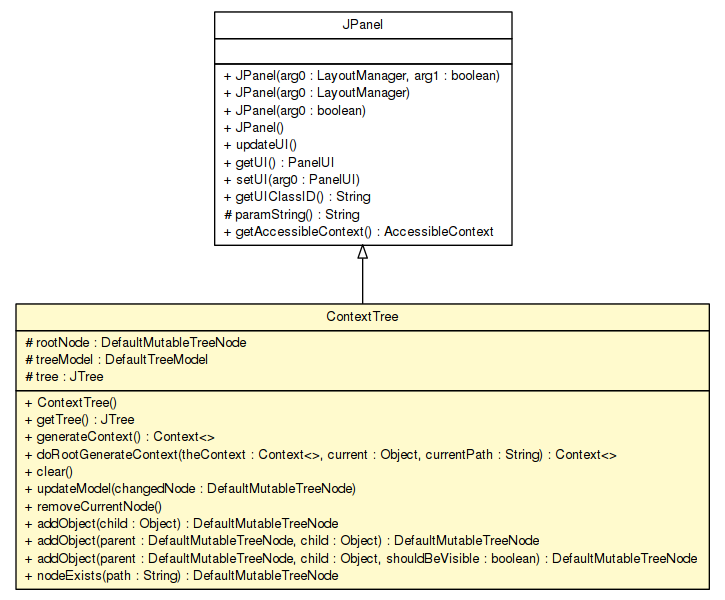 JPanel
+ JPanel(arg0 : LayoutManager, arg1 : boolean)
+ JPanel(arg0 : LayoutManager)
+ JPanel(arg0 : boolean)
+ JPanel()
+ updateUI()
+ getUI() : PanelUI
+ setUI(arg0 : PanelUI)
+ getUIClassID() : String
# paramString() : String
+ getAccessibleContext() : AccessibleContext
ContextTree
# rootNode : DefaultMutableTreeNode
# treeModel : DefaultTreeModel
# tree : JTree
+ ContextTree()
+ getTree() : JTree
+ generateContext() : Context<>
+ doRootGenerateContext(theContext : Context<>, current : Object, currentPath : String) : Context<>
+ clear()
+ updateModel(changedNode : DefaultMutableTreeNode)
+ removeCurrentNode()
+ addObject(child : Object) : DefaultMutableTreeNode
+ addObject(parent : DefaultMutableTreeNode, child : Object) : DefaultMutableTreeNode
+ addObject(parent : DefaultMutableTreeNode, child : Object, shouldBeVisible : boolean) : DefaultMutableTreeNode
+ nodeExists(path : String) : DefaultMutableTreeNode